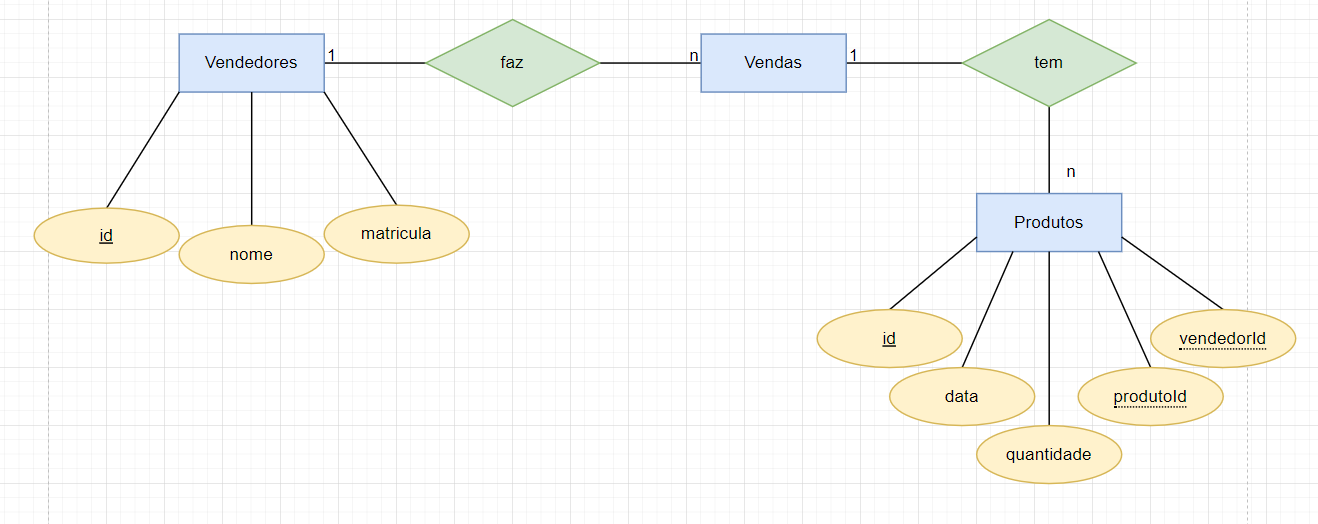 Vendedores
1
faz
n
Vendas
1
tem
n
Produtos
id
nome
matricula
id
data
quantidade
produtoId
vendedorId